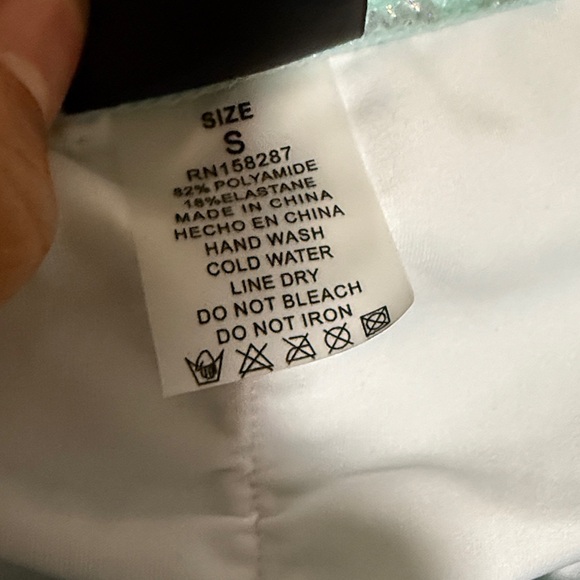 SIZE
S
RN158287
82% POLYAMIDE
18%ELASTANE
MADE IN CHINA
HECHO EN CHINA
HAND WASH
COLD WATER
LINE DRY
DO NOT BLEACH
DO NOT IRON